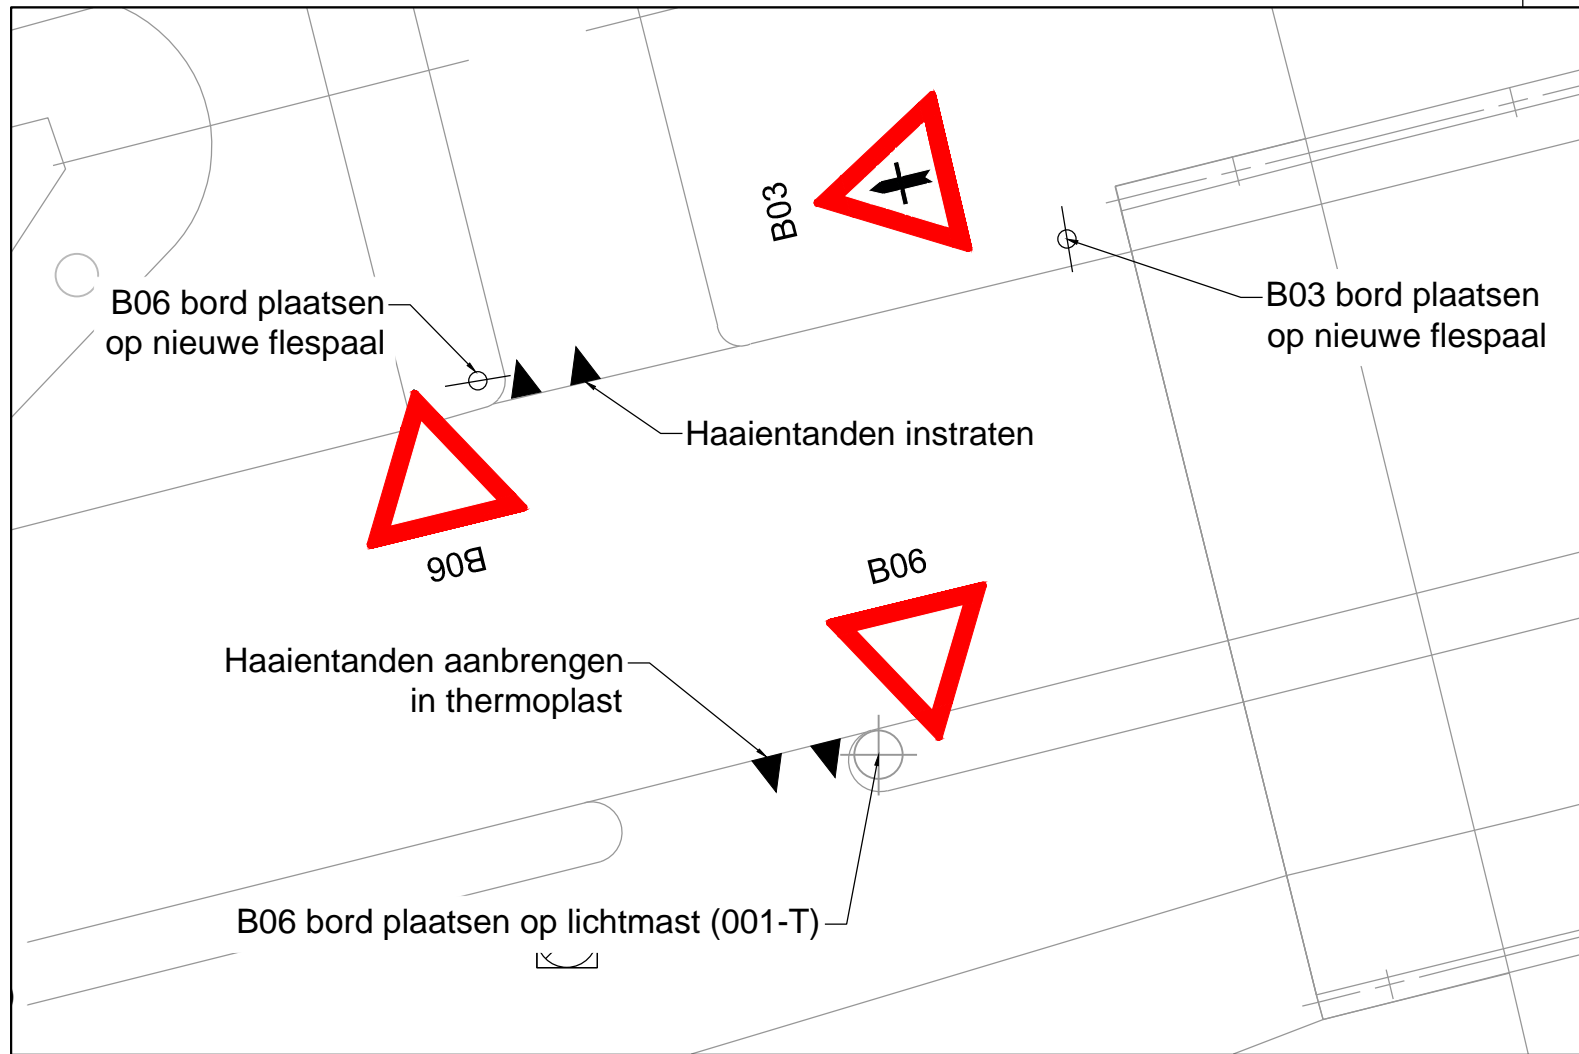 B03
B06 bord plaatsen
op nieuwe flespaal
B03 bord plaatsen
op nieuwe flespaal
Haaientanden instraten
B06
B06
Haaientanden aanbrengen
in thermoplast
B06 bord plaatsen op lichtmast (001-T)